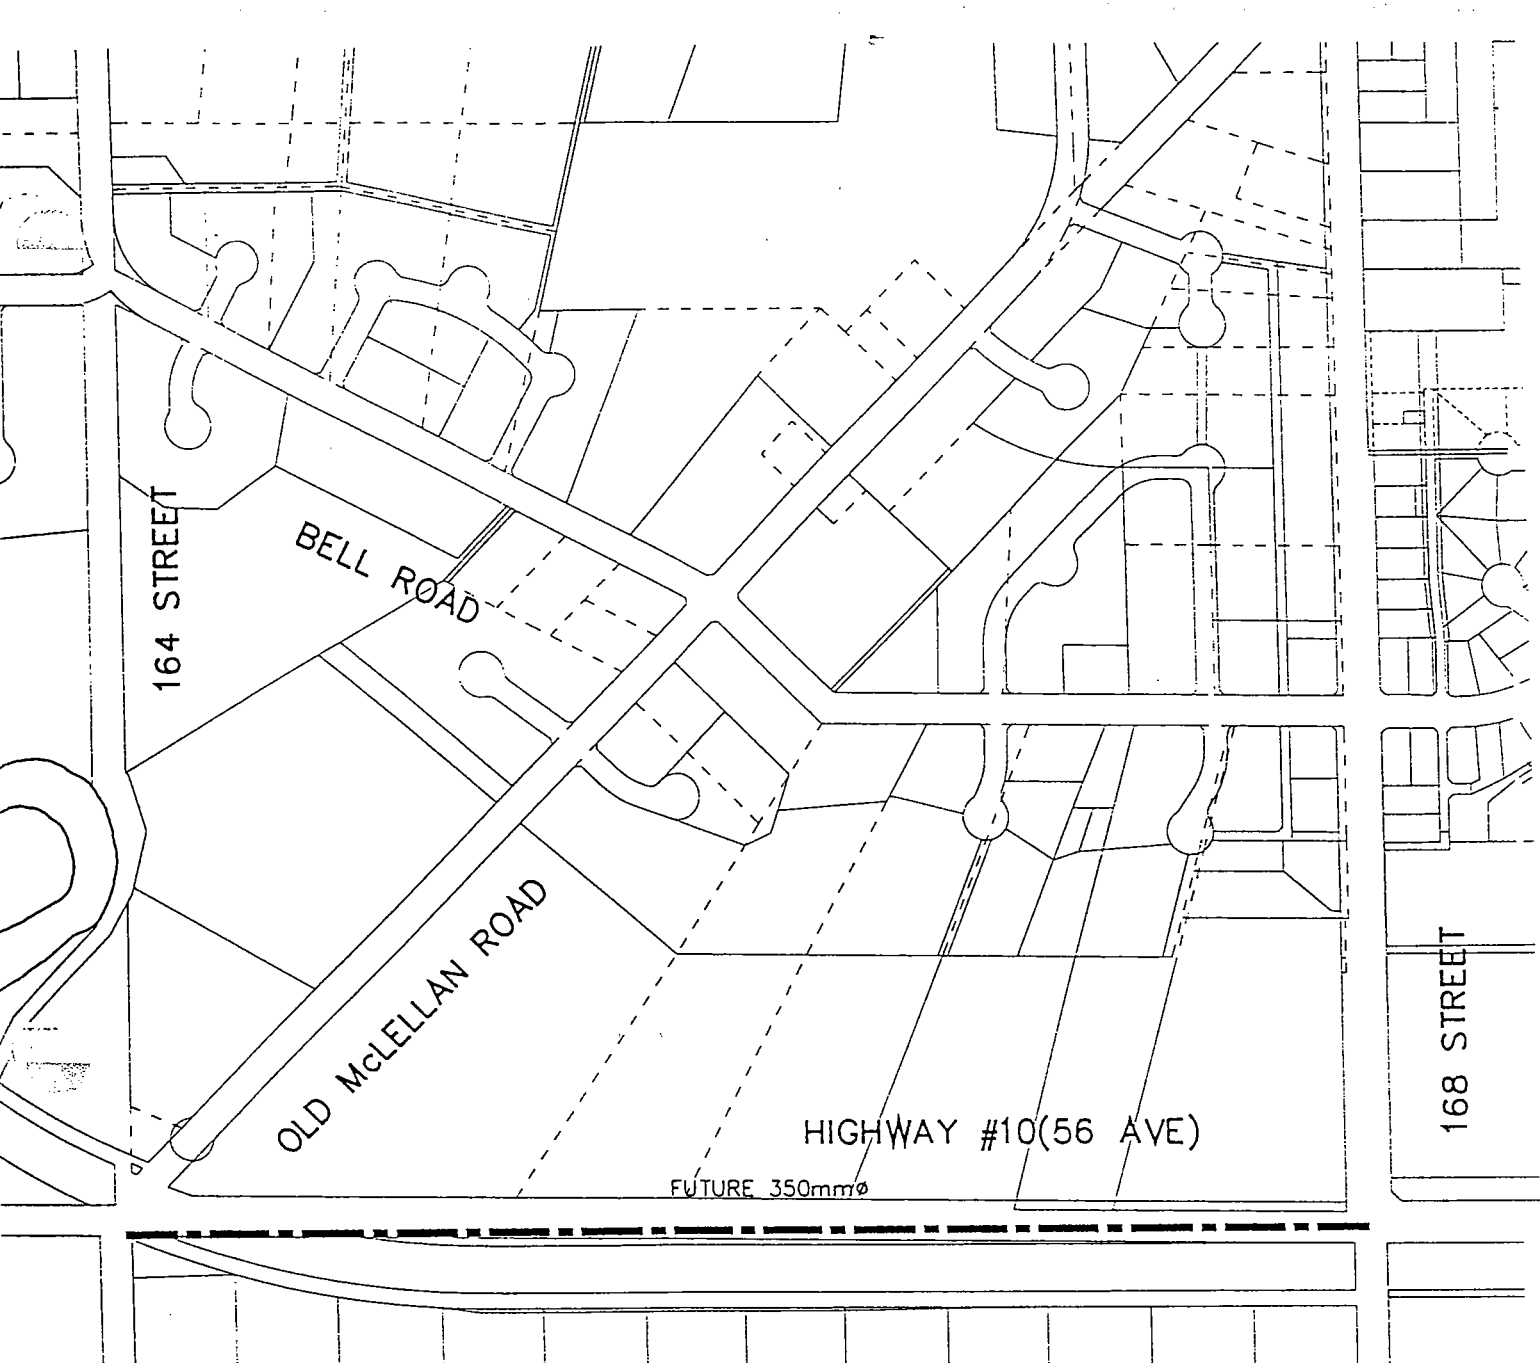 164 STREET
BELL ROAD
OLD McLELLAN ROAD
HIGHWAY #10(56 AVE)
168 STREET
FUTURE 350mmø